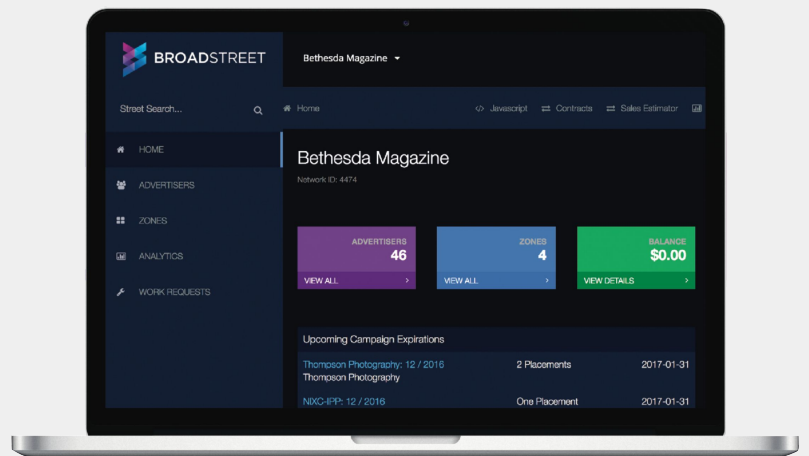 BROADSTREET
Bethesda Magazine
Street Search...
Home
</> Javascript
Contracts
Sales Estimator
HOME
ADVERTISERS
ZONES
ANALYTICS
WORK REQUESTS
Bethesda Magazine
Network ID: 4474
ADVERTISERS
46
VIEW ALL >
ZONES
4
VIEW ALL >
BALANCE
$0.00
VIEW DETAILS >
Upcoming Campaign Expirations
Thompson Photography: 12 / 2016 2 Placements 2017-01-31
Thompson Photography
NIXC-IPP: 12 / 2016 One Placement 2017-01-31